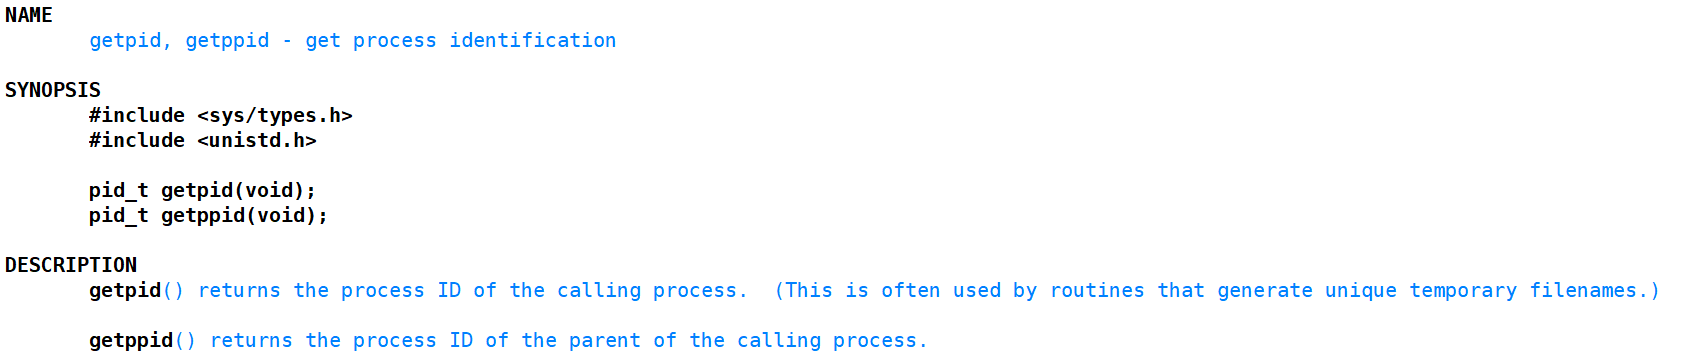 NAME
getpid, getppid - get process identification
SYNOPSIS
#include <sys/types.h>
#include <unistd.h>
pid_t getpid(void);
pid_t getppid(void);
DESCRIPTION
getpid() returns the process ID of the calling process.  (This is often used by routines that generate unique temporary filenames.)
getppid() returns the process ID of the parent of the calling process.